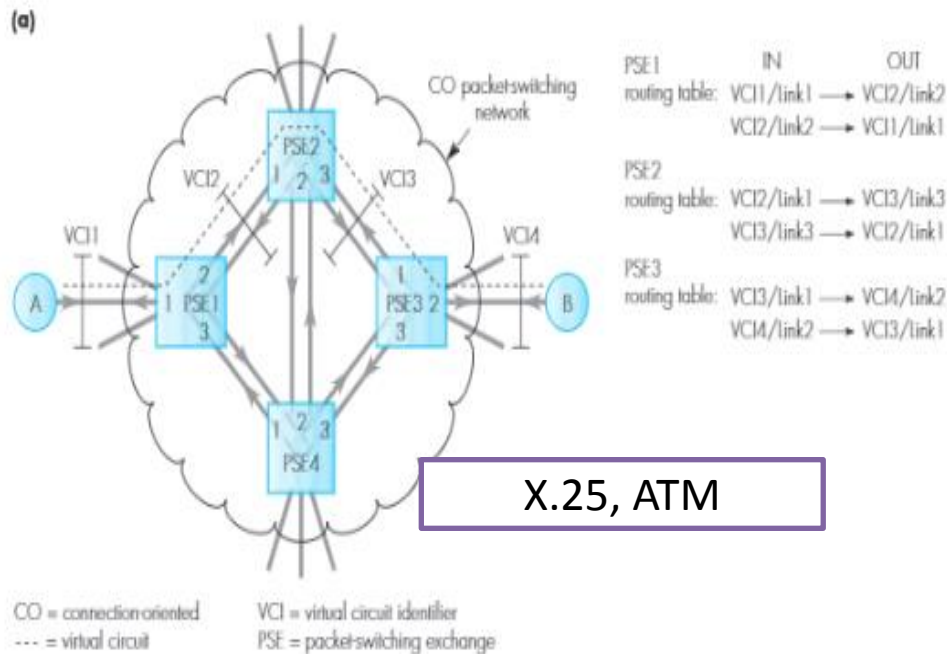 (a)
CO packet-switching
network
PSE1
routing table:
IN
OUT
VCI1/link1 → VCI2/link2
VCI2/link2 → VCI1/link1
PSE2
routing table:
VCI2/link1 → VCI3/link3
VCI3/link3 → VCI2/link1
PSE3
routing table:
VCI3/link1 → VCI4/link2
VCI4/link2 → VCI3/link1
PSE2
1 2 3
VCI2
VCI3
VCI1
VCI4
A
2
1 PSE1
3
1
PSE3 2
3
B
2
1 3
PSE4
X.25, ATM
CO = connection-oriented
VCI = virtual circuit identifier
--- = virtual circuit
PSE = packet-switching exchange